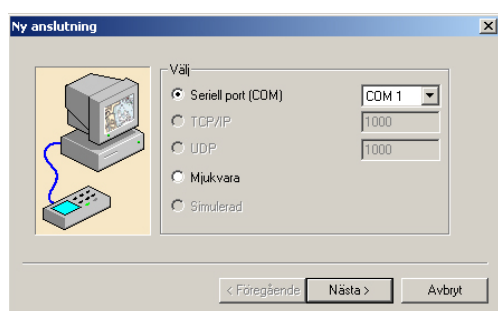 Ny anslutning
Välj
Seriell port (COM) COM 1
TCP/IP 1000
UDP 1000
Mjukvara
Simulerad
< Föregående Nästa > Avbryt